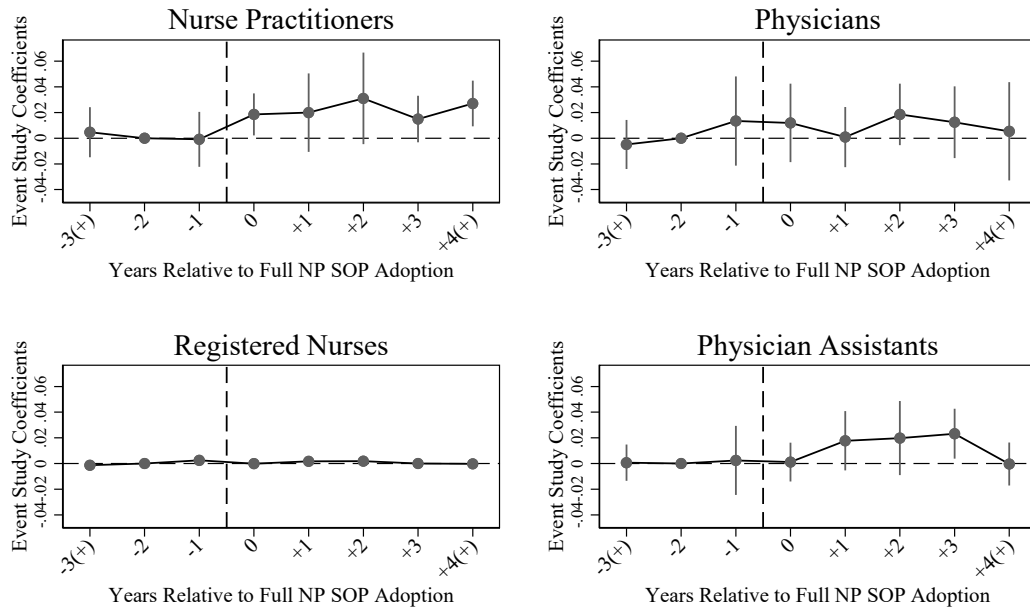 Nurse Practitioners
Event Study Coefficients
-.04-.02 0 .02 .04 .06
-3(+) -2 -1 0 +1 +2 +3 +4(+)
Years Relative to Full NP SOP Adoption
Physicians
Event Study Coefficients
-.04-.02 0 .02 .04 .06
-3(+) -2 -1 0 +1 +2 +3 +4(+)
Years Relative to Full NP SOP Adoption
Registered Nurses
Event Study Coefficients
-.04-.02 0 .02 .04 .06
-3(+) -2 -1 0 +1 +2 +3 +4(+)
Years Relative to Full NP SOP Adoption
Physician Assistants
Event Study Coefficients
-.04-.02 0 .02 .04 .06
-3(+) -2 -1 0 +1 +2 +3 +4(+)
Years Relative to Full NP SOP Adoption